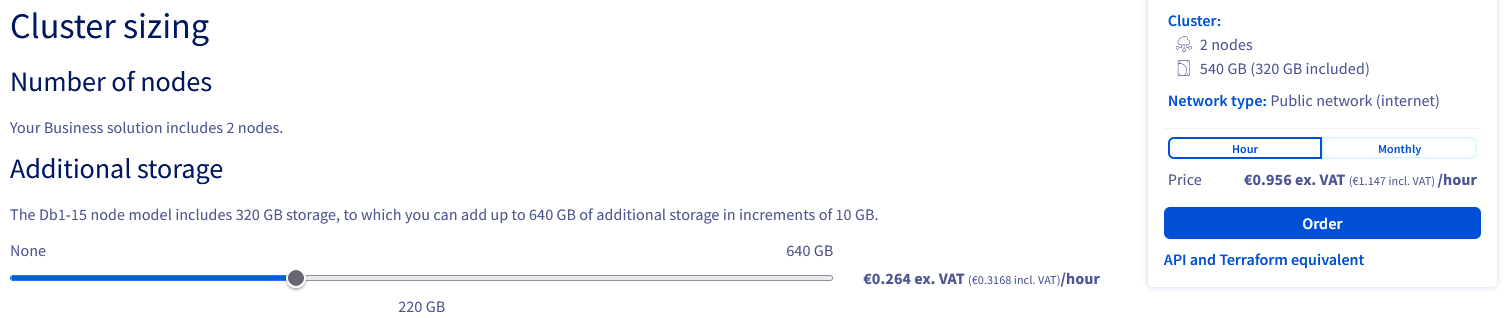 Cluster sizing
Number of nodes
Your Business solution includes 2 nodes.
Additional storage
The Db1-15 node model includes 320 GB storage, to which you can add up to 640 GB of additional storage in increments of 10 GB.
None
640 GB
€0.264 ex. VAT (€0.3168 incl. VAT)/hour
220 GB
Cluster:
2 nodes
540 GB (320 GB included)
Network type: Public network (internet)
Hour
Monthly
Price
€0.956 ex. VAT (€1.147 incl. VAT) /hour
Order
API and Terraform equivalent